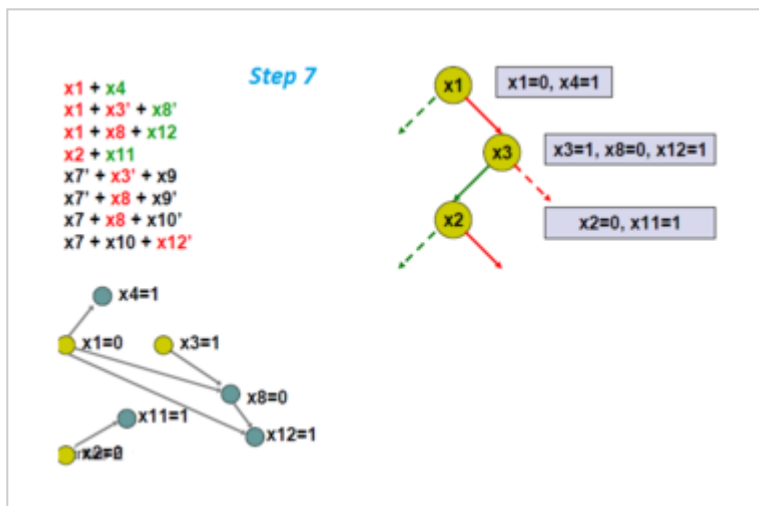 Step 7
x1 + x4
x1 + x3' + x8'
x1 + x8 + x12
x2 + x11
x7' + x3' + x9
x7' + x8 + x9'
x7 + x8 + x10'
x7 + x10 + x12'
x1
x1=0, x4=1
x3
x3=1, x8=0, x12=1
x2
x2=0, x11=1
x4=1
x1=0
x3=1
x8=0
x11=1
x12=1